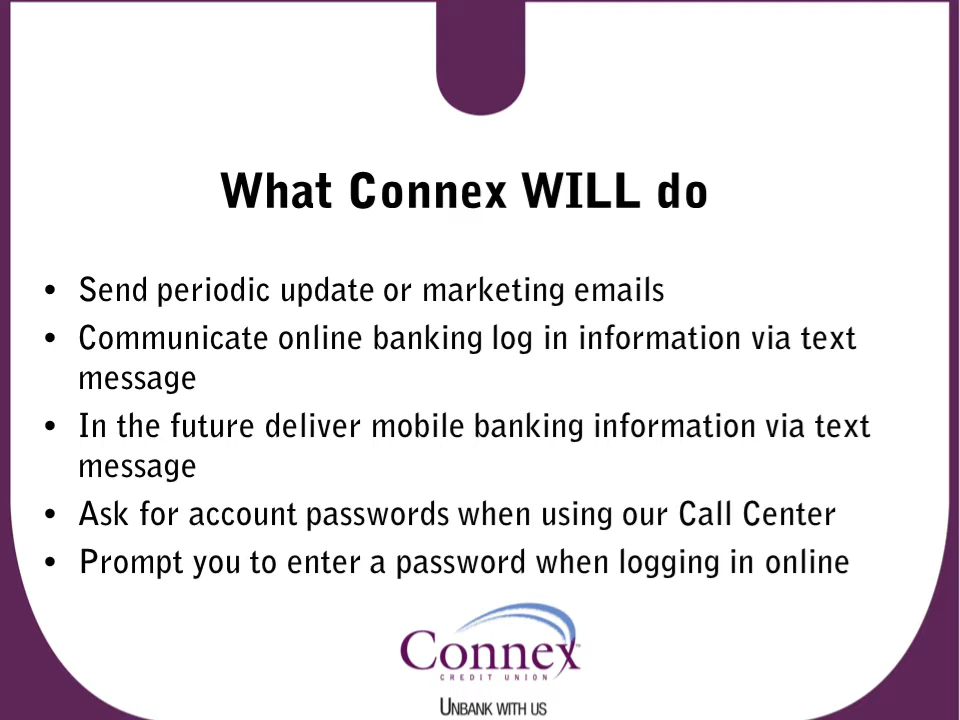 What Connex WILL do
• Send periodic update or marketing emails
• Communicate online banking log in information via text
message
• In the future deliver mobile banking information via text
message
• Ask for account passwords when using our Call Center
• Prompt you to enter a password when logging in online
Connex™
CREDIT UNION
UNBANK WITH US